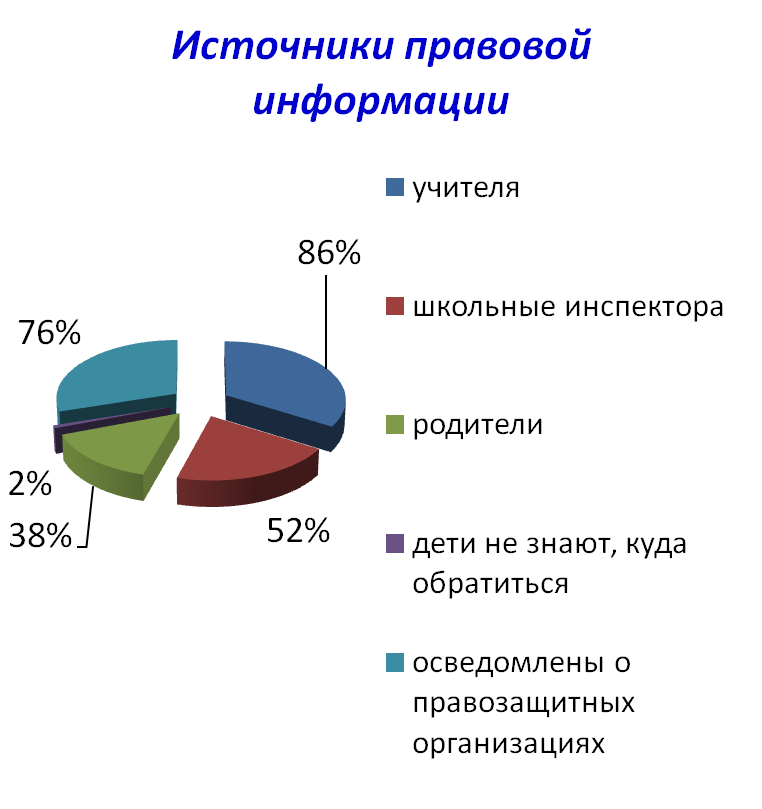 Источники правовой
информации
учителя
86%
школьные инспектора
76%
родители
2%
38%
52%
дети не знают, куда
обратиться
осведомлены о
правозащитных
организациях